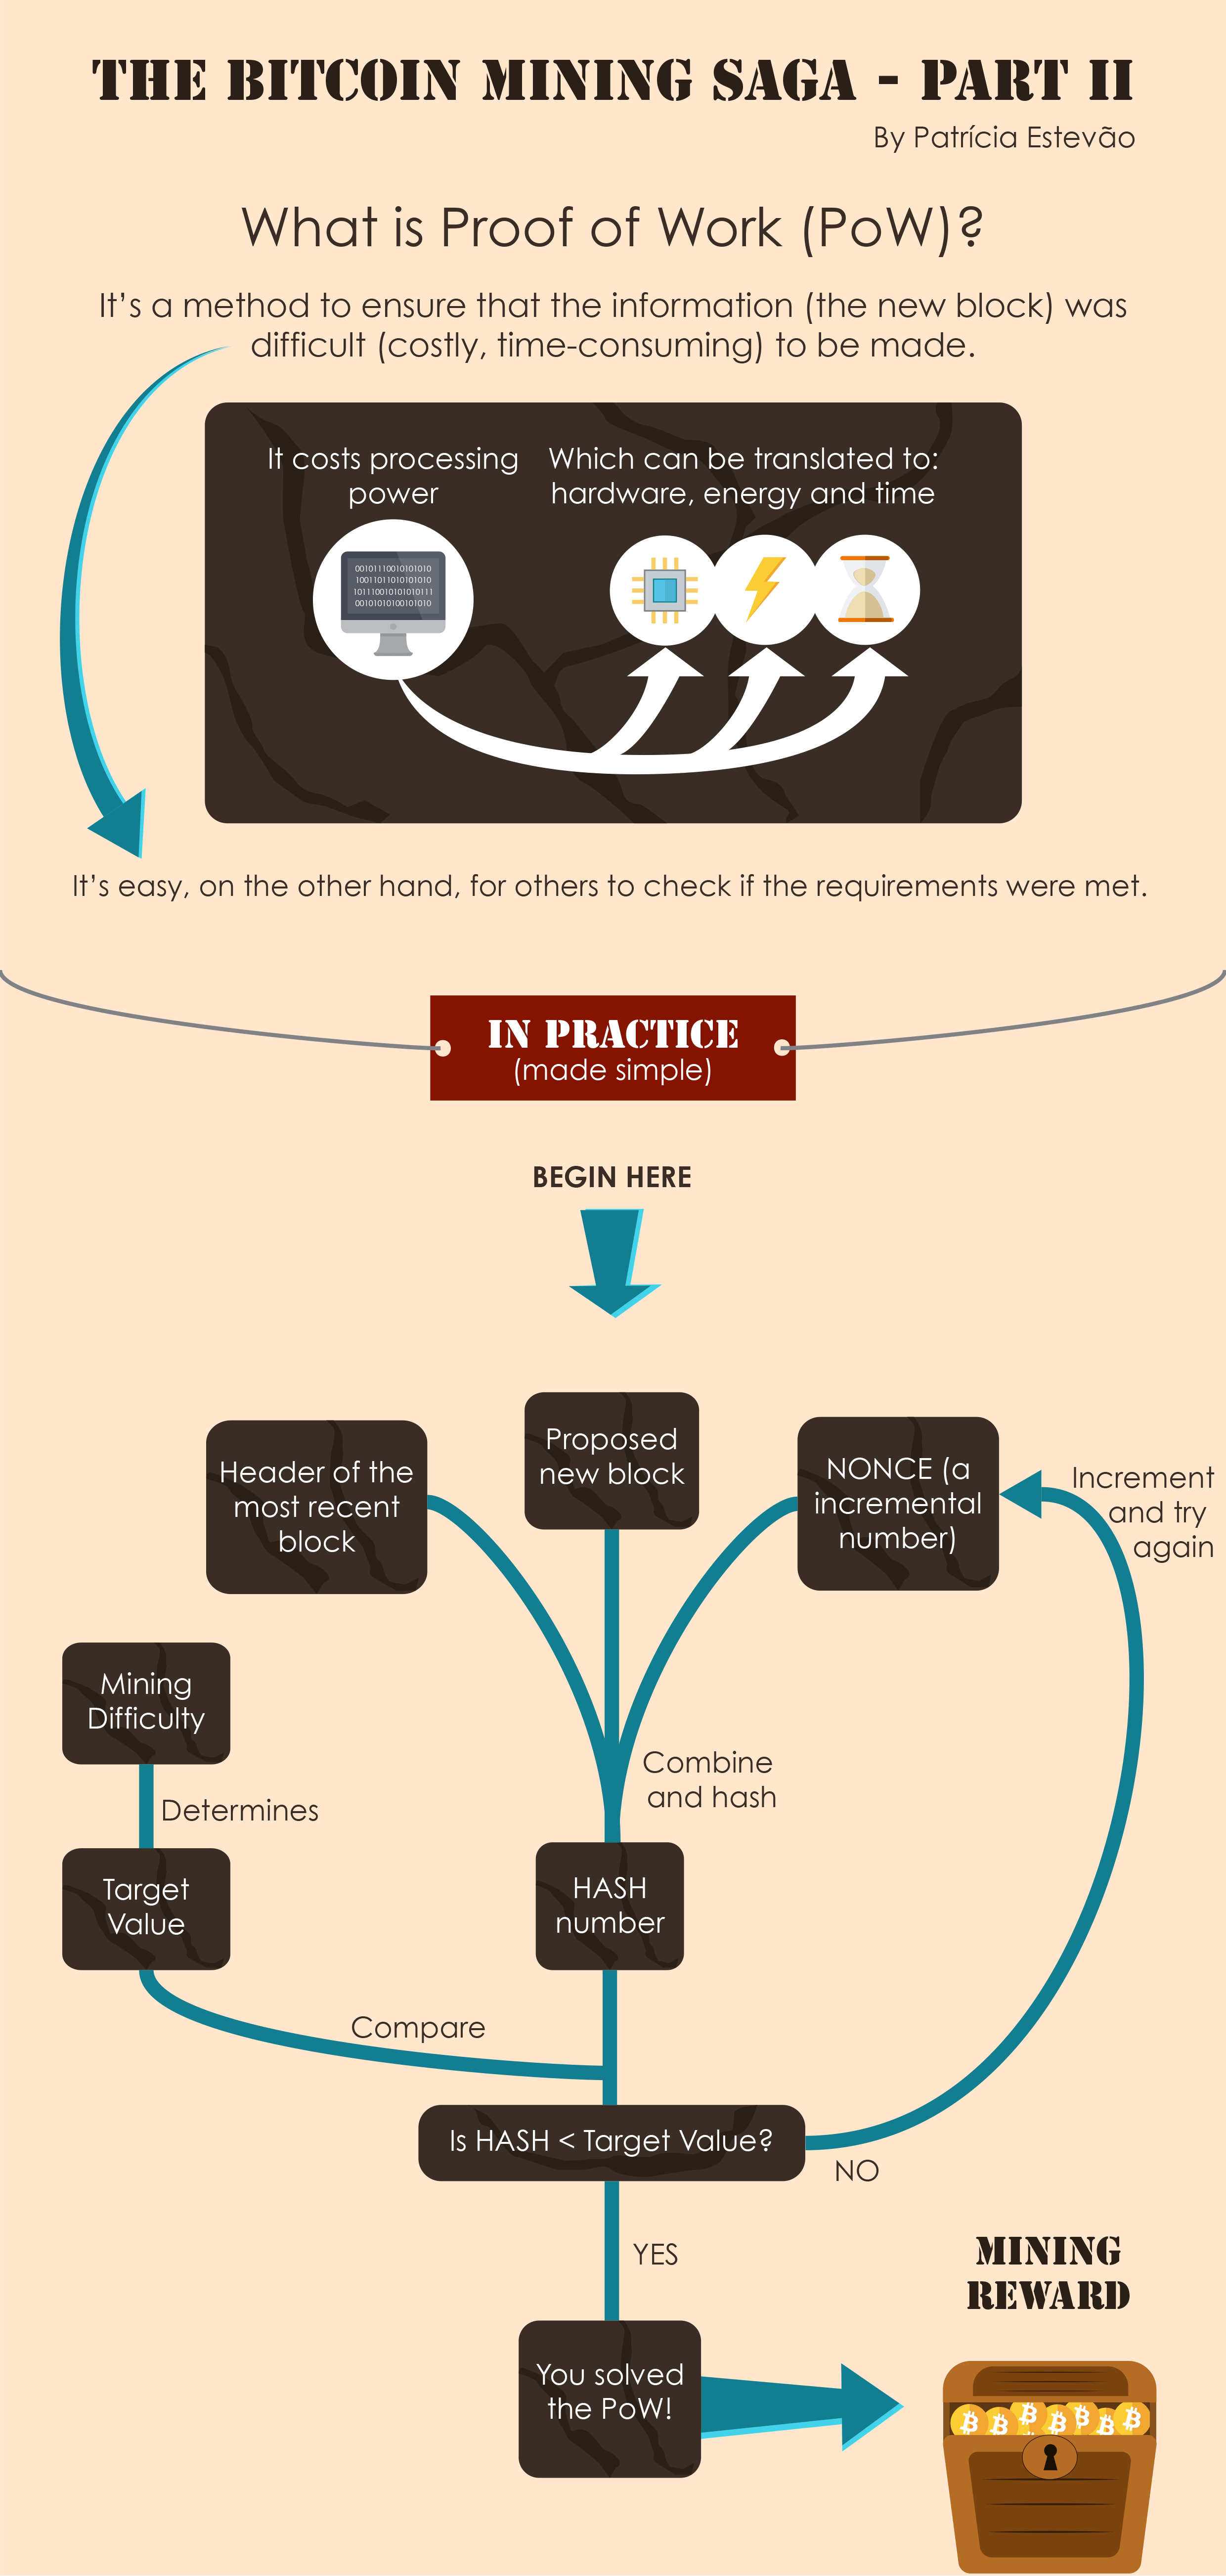 THE BITCOIN MINING SAGA - PART II
By Patrícia Estevão
What is Proof of Work (PoW)?
It's a method to ensure that the information (the new block) was
difficult (costly, time-consuming) to be made.
It costs processing
power
Which can be translated to:
hardware, energy and time
00101110010101010
10011011010101010
10111001010101010111
00101010100101010
It's easy, on the other hand, for others to check if the requirements were met.
IN PRACTICE
(made simple)
BEGIN HERE
Header of the
most recent
block
Proposed
new block
NONCE (a
incremental
number)
Increment
and try
again
Mining
Difficulty
Determines
Combine
and hash
Target
Value
HASH
number
Compare
Is HASH < Target Value?
NO
YES
MINING
REWARD
You solved
the PoW!